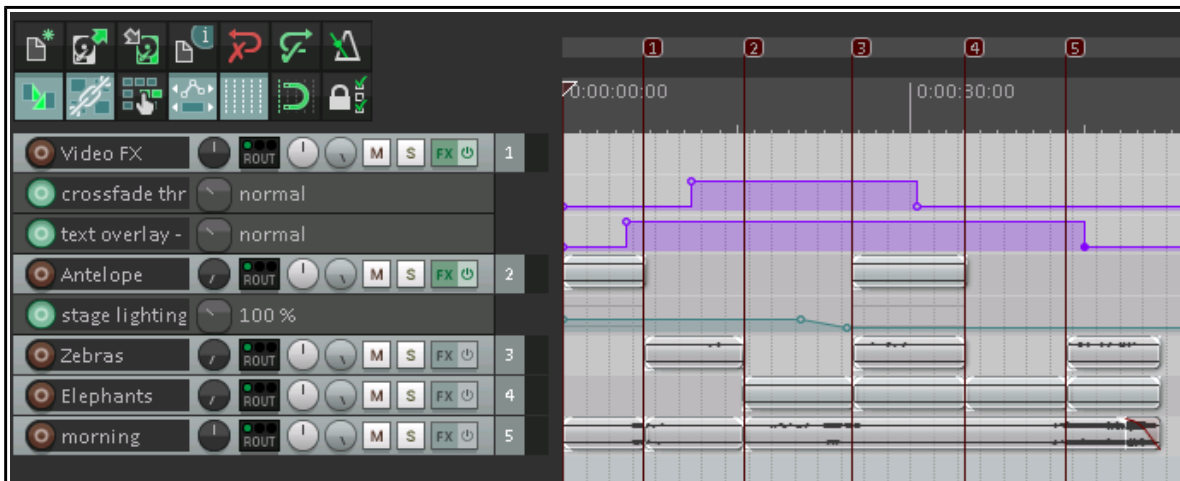 1 2 3 4 5
0:00:00:00 0:00:30:00
Video FX ROUT M S FX 1
crossfade thr normal
text overlay - normal
Antelope ROUT M S FX 2
stage lighting 100 %
Zebras ROUT M S FX 3
Elephants ROUT M S FX 4
morning ROUT M S FX 5